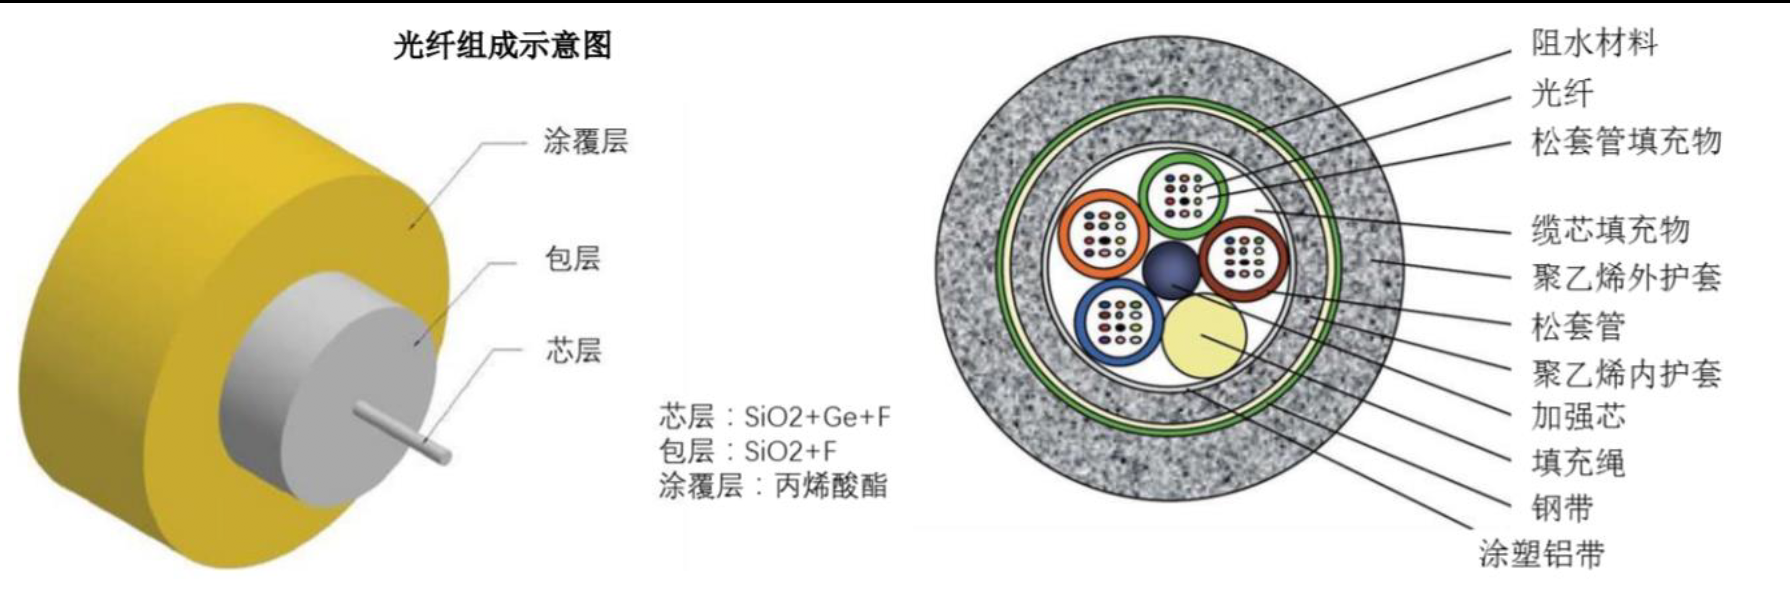 光纤组成示意图
涂覆层
包层
芯层
芯层：SiO2+Ge+F
包层：SiO2+F
涂覆层：丙烯酸酯
阻水材料
光纤
松套管填充物
缆芯填充物
聚乙烯外护套
松套管
聚乙烯内护套
加强芯
填充绳
钢带
涂塑铝带